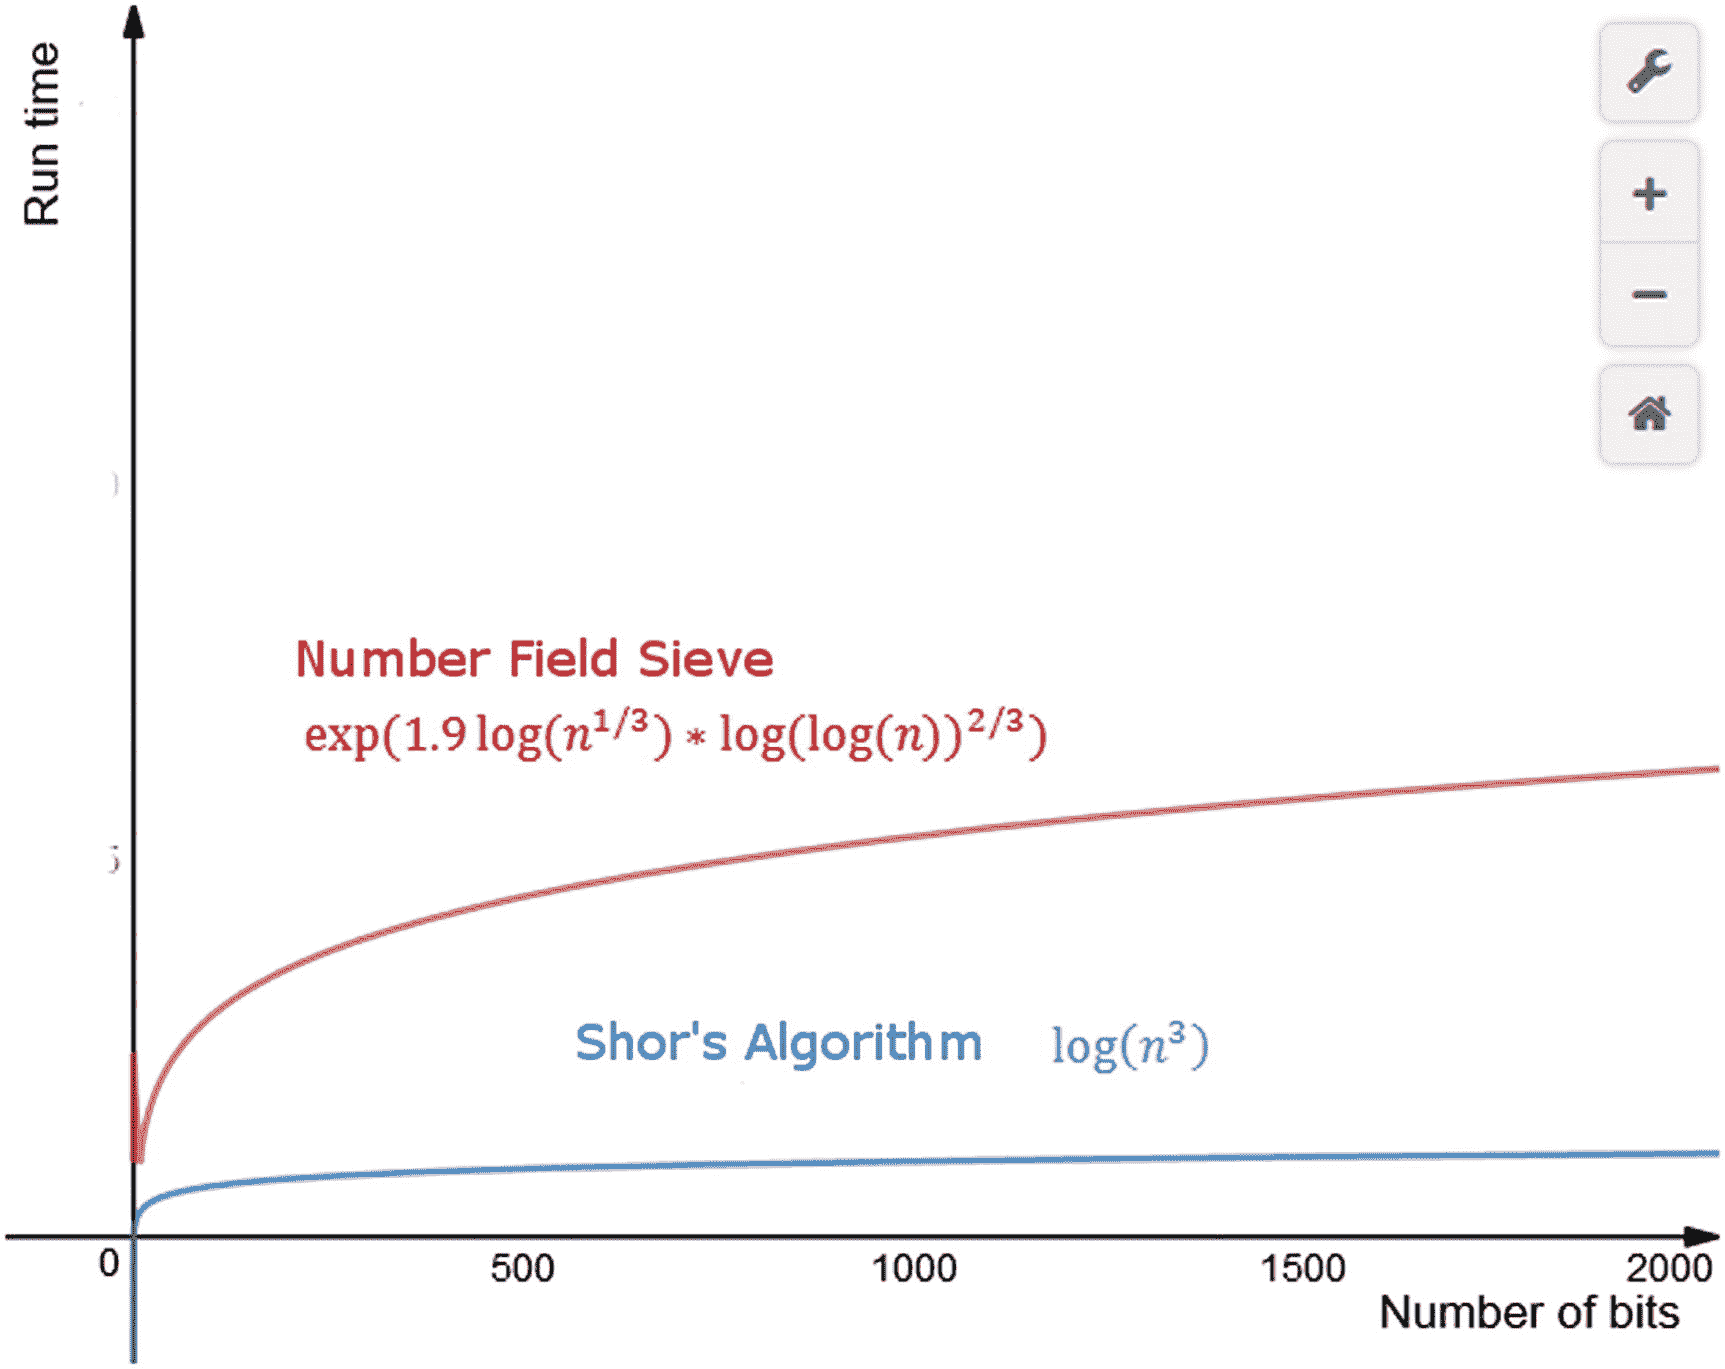 Run time
Number Field Sieve
exp(1.9 log(n^{1/3}) * log(log(n))^{2/3})
Shor's Algorithm log(n³)
0 500 1000 1500 2000
Number of bits